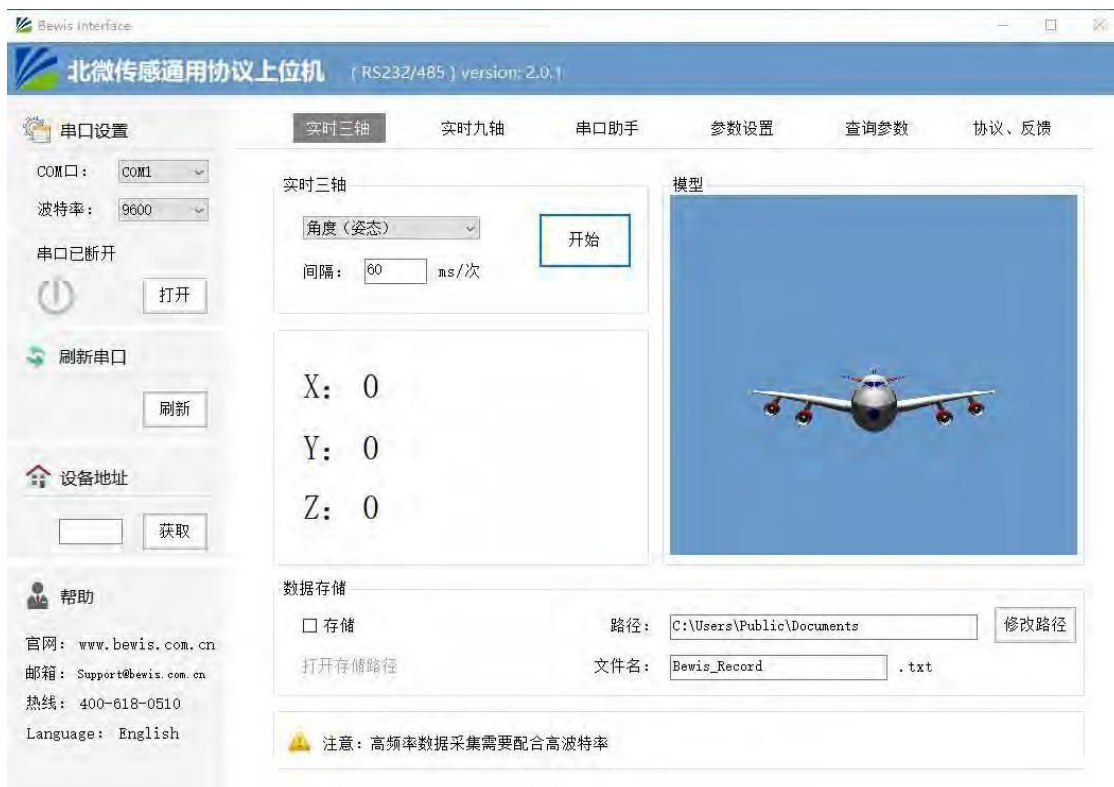 Bewis Interface
北微传感通用协议上位机 (RS232/485) version: 2.0.1
串口设置
COM口: COM1
波特率: 9600
串口已断开
打开
刷新串口
刷新
设备地址
获取
帮助
官网: www.bewis.com.cn
邮箱: Support@bewis.com.cn
热线: 400-618-0510
Language: English
实时三轴 实时九轴 串口助手 参数设置 查询参数 协议、反馈
实时三轴
角度(姿态)
开始
间隔: 60 ms/次
X: 0
Y: 0
Z: 0
模型
数据存储
存储
路径: C:\Users\Public\Documents 修改路径
打开存储路径
文件名: Bewis_Record .txt
注意:高频率数据采集需要配合高波特率